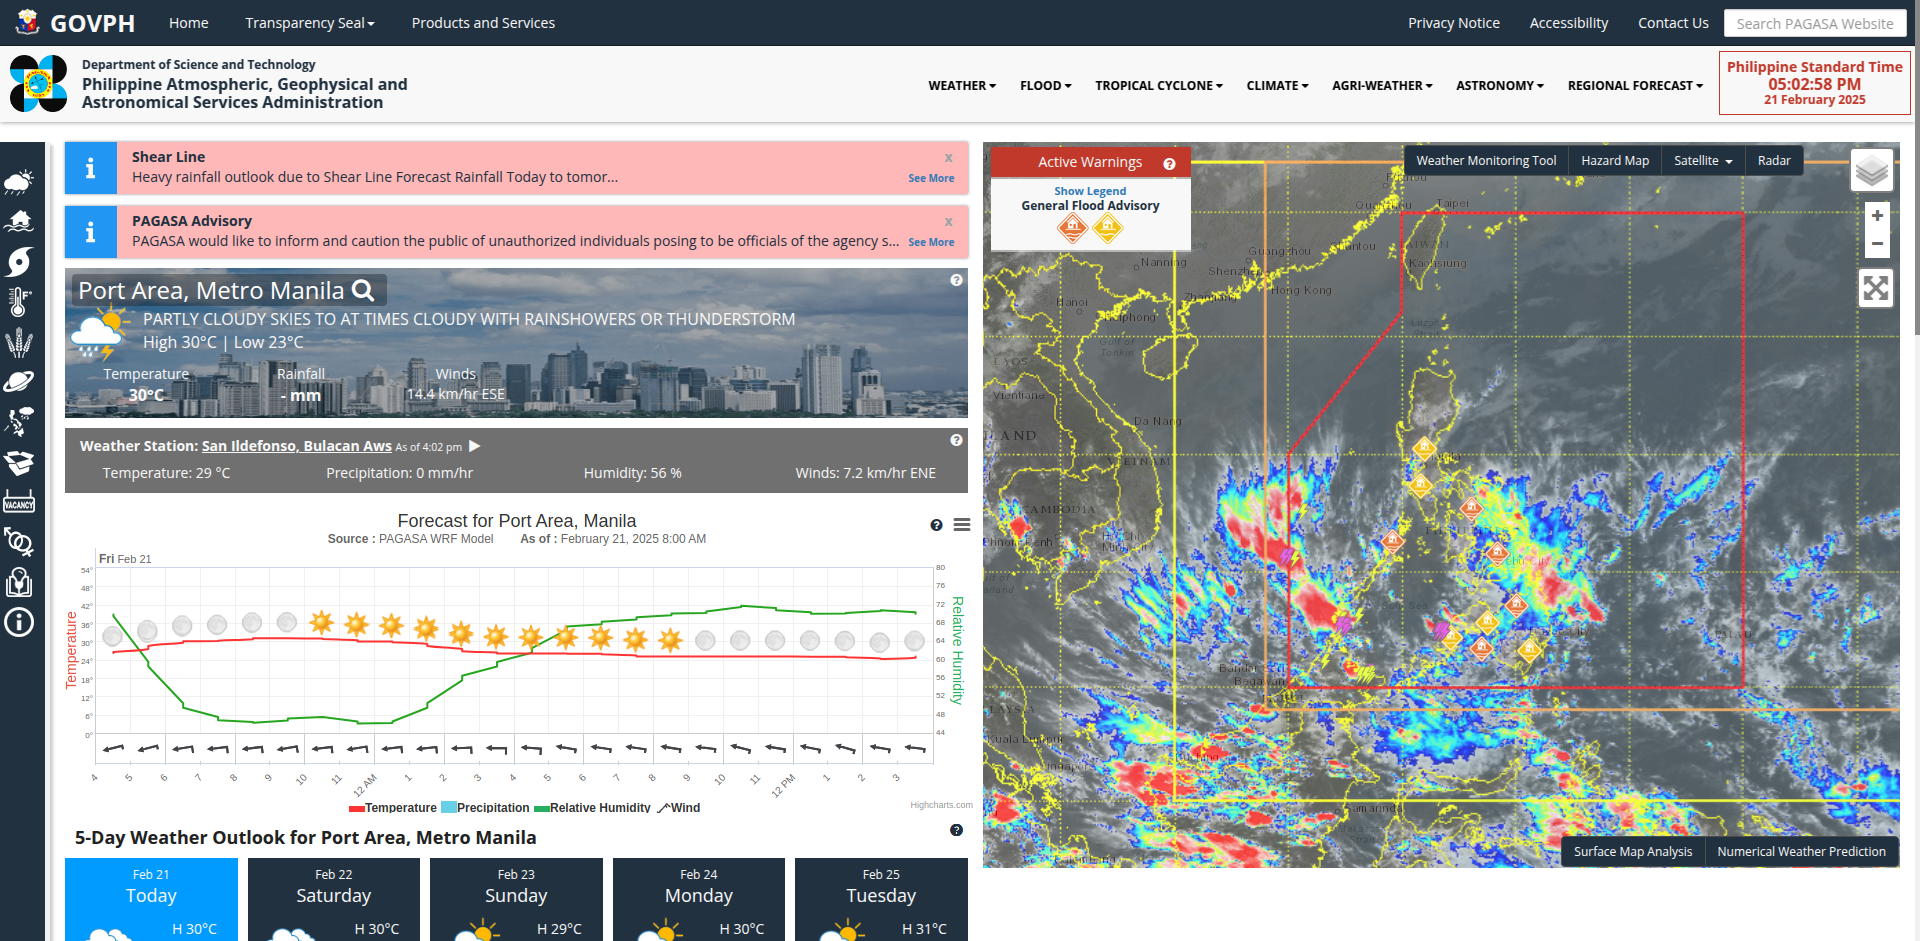 GOVPH
Home
Transparency Seal
Products and Services
Privacy Notice
Accessibility
Contact Us
Search PAGASA Website
Department of Science and Technology
Philippine Atmospheric, Geophysical and
Astronomical Services Administration
WEATHER
FLOOD
TROPICAL CYCLONE
CLIMATE
AGRI-WEATHER
ASTRONOMY
REGIONAL FORECAST
Philippine Standard Time
05:02:58 PM
21 February 2025
Shear Line
x
Heavy rainfall outlook due to Shear Line Forecast Rainfall Today to tomor...
See More
PAGASA Advisory
x
PAGASA would like to inform and caution the public of unauthorized individuals posing to be officials of the agency s...
See More
Port Area, Metro Manila
PARTLY CLOUDY SKIES TO AT TIMES CLOUDY WITH RAINSHOWERS OR THUNDERSTORM
High 30°C | Low 23°C
Temperature
30°C
Rainfall
- mm
Winds
14.4 km/hr ESE
Weather Station: San Ildefonso, Bulacan Aws As of 4:02 pm
Temperature: 29 °C
Precipitation: 0 mm/hr
Humidity: 56 %
Winds: 7.2 km/hr ENE
Forecast for Port Area, Manila
Source : PAGASA WRF Model As of : February 21, 2025 8:00 AM
Fri Feb 21
Temperature
54°
48°
42°
36°
30°
24°
18°
12°
6°
0°
80
76
72
68
64
60
56
52
48
44
Relative Humidity
4
5
6
7
8
9
10
11
12 AM
1
2
3
4
5
6
7
8
9
10
11
12 PM
1
2
3
Temperature
Precipitation
Relative Humidity
Wind
Highcharts.com
5-Day Weather Outlook for Port Area, Metro Manila
Feb 21
Today
H 30°C
Feb 22
Saturday
H 30°C
Feb 23
Sunday
H 29°C
Feb 24
Monday
H 30°C
Feb 25
Tuesday
H 31°C
VACANCY
Active Warnings
Show Legend
General Flood Advisory
Weather Monitoring Tool
Hazard Map
Satellite
Radar
+
−
Taipei
Guangzhou
Nanning
Kaohsiung
Hong Kong
Hanoi
Gulf of
Tonkin
Vientiane
Da Nang
VIETNAM
CAMBODIA
Bandar Seri
Begawan
PALAU
Kuala Lumpur
Samarinda
Surface Map Analysis
Numerical Weather Prediction